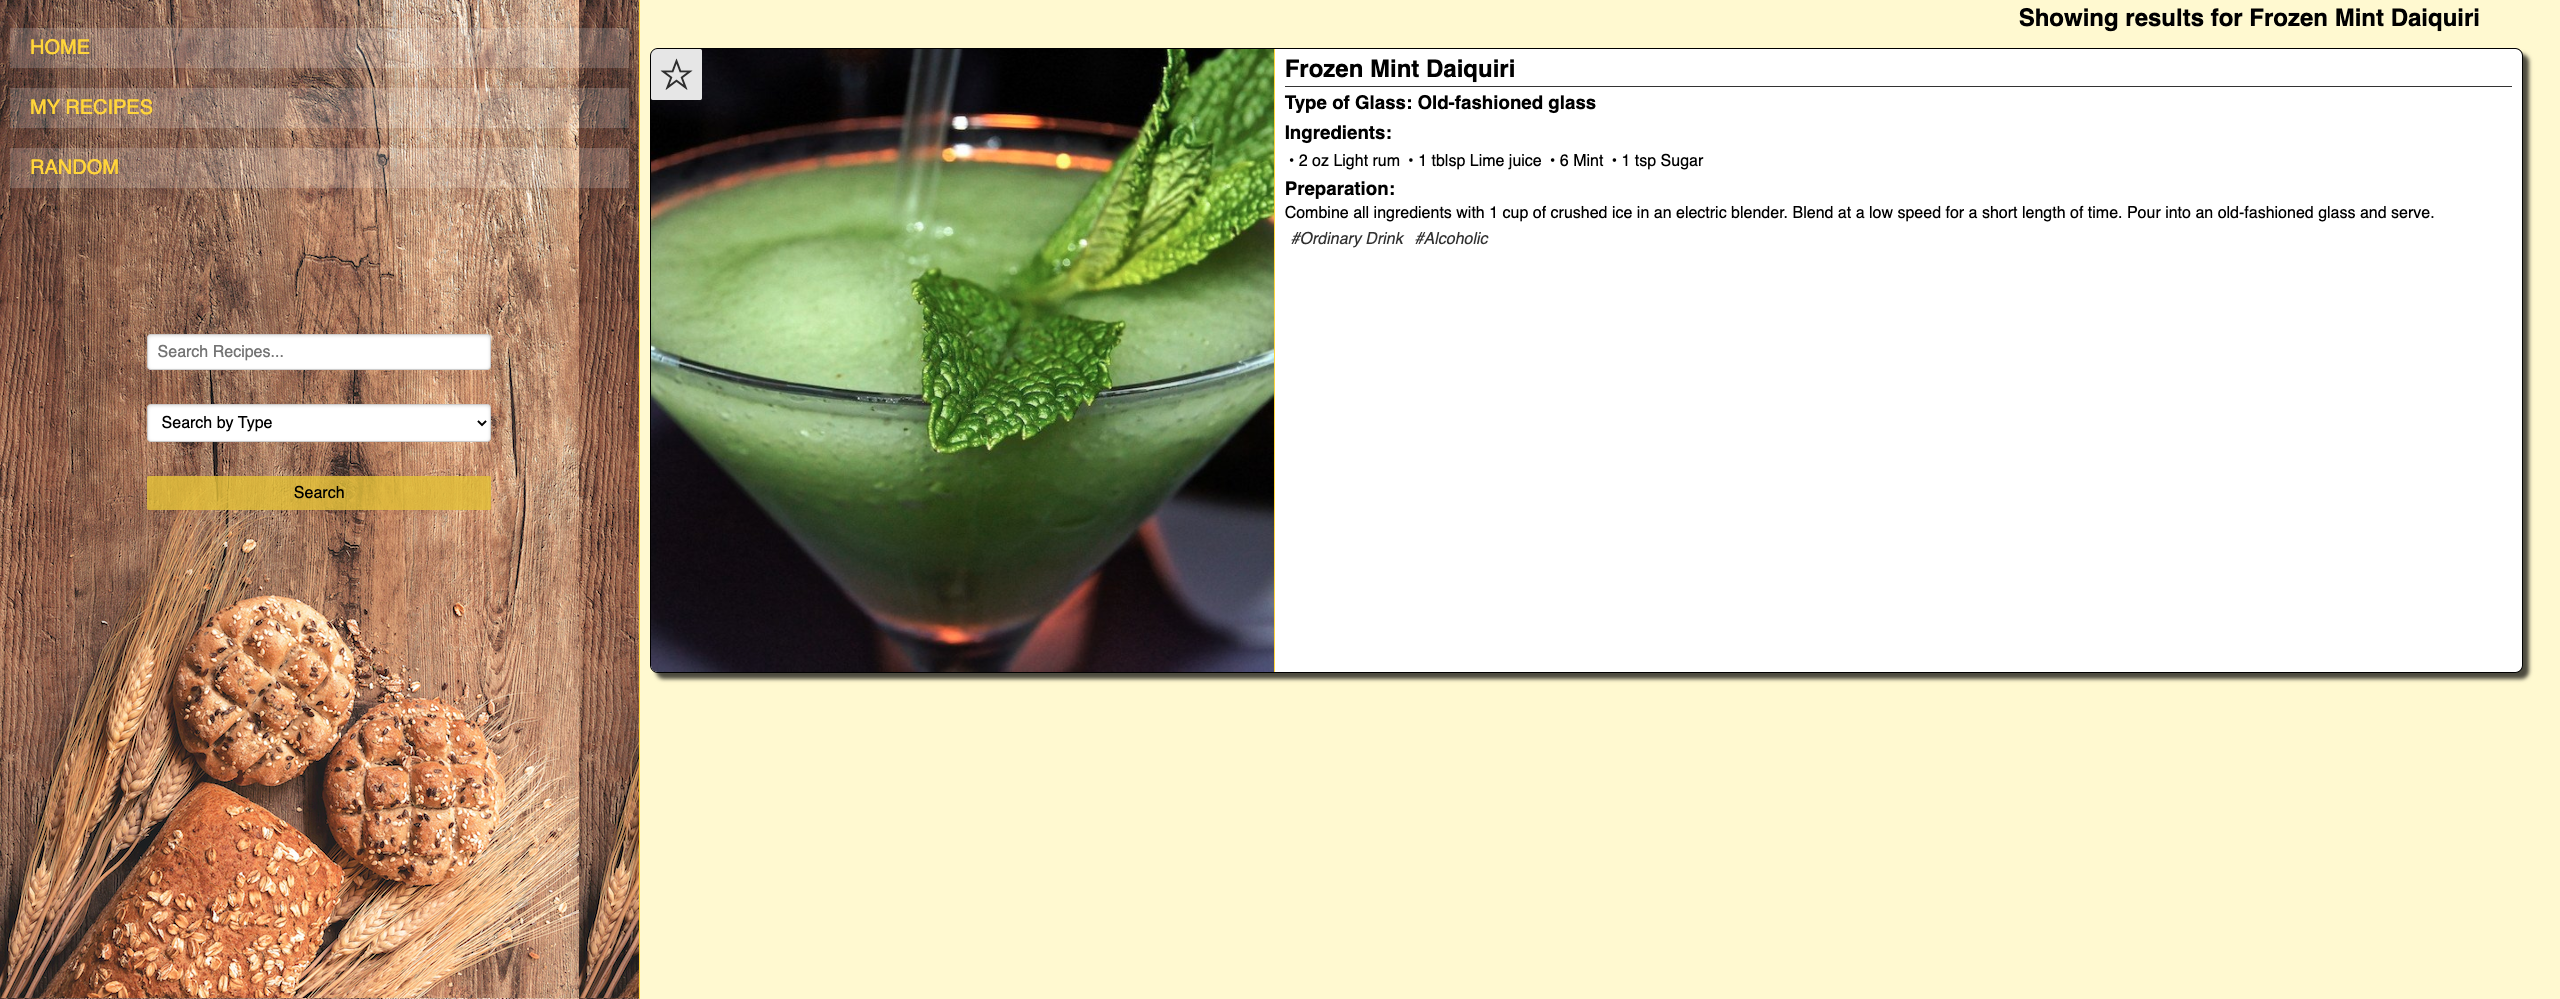 HOME
MY RECIPES
RANDOM
Search Recipes...
Search by Type
Search
Showing results for Frozen Mint Daiquiri
Frozen Mint Daiquiri
Type of Glass: Old-fashioned glass
Ingredients:
• 2 oz Light rum • 1 tblsp Lime juice • 6 Mint • 1 tsp Sugar
Preparation:
Combine all ingredients with 1 cup of crushed ice in an electric blender. Blend at a low speed for a short length of time. Pour into an old-fashioned glass and serve.
#Ordinary Drink #Alcoholic